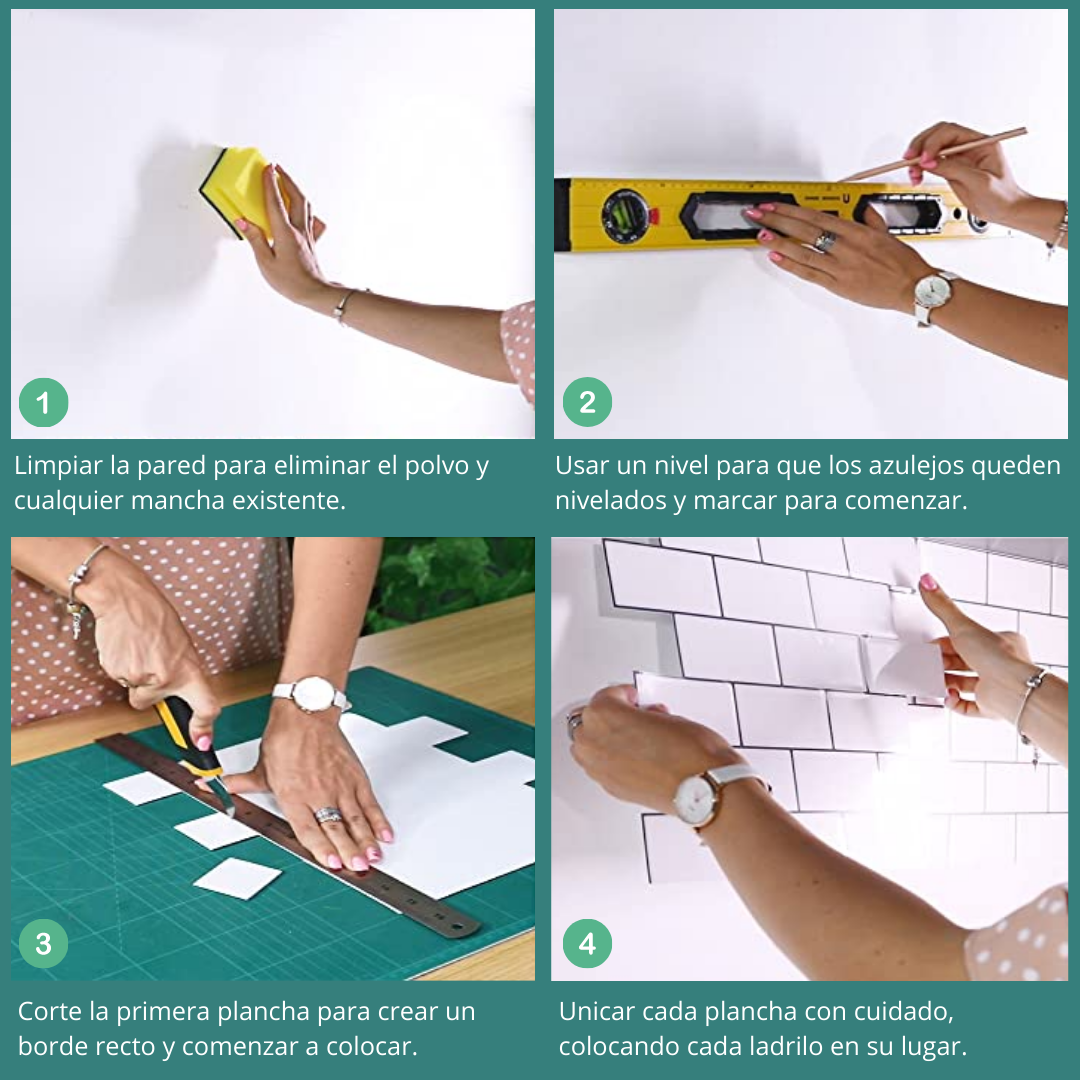 1
Limpiar la pared para eliminar el polvo y
cualquier mancha existente.
2
Usar un nivel para que los azulejos queden
nivelados y marcar para comenzar.
3
Corte la primera plancha para crear un
borde recto y comenzar a colocar.
4
Unicar cada plancha con cuidado,
colocando cada ladrilo en su lugar.